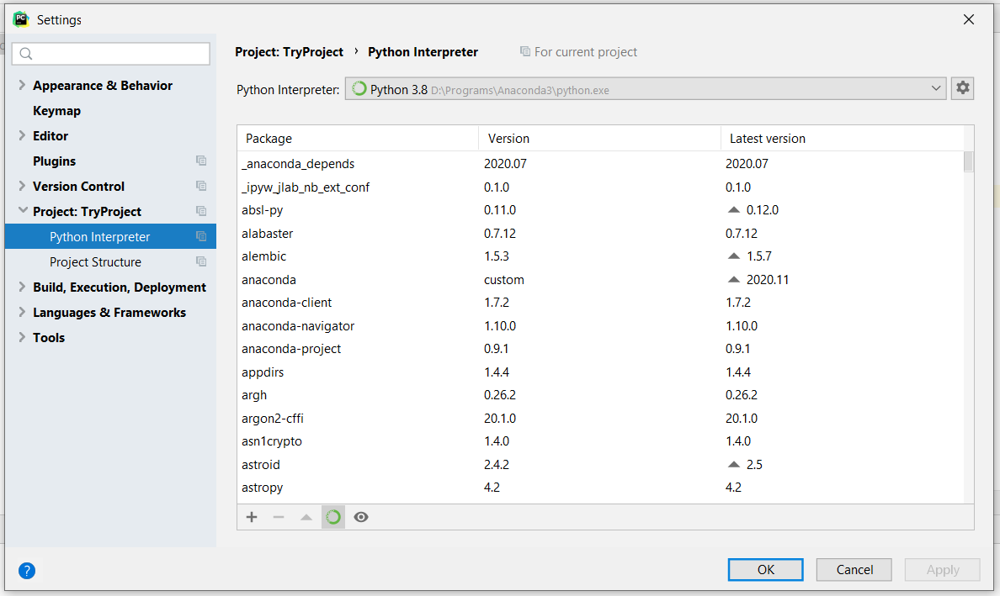 PC
Settings
Appearance & Behavior
Keymap
Editor
Plugins
Version Control
Project: TryProject
Python Interpreter
Project Structure
Build, Execution, Deployment
Languages & Frameworks
Tools
Project: TryProject › Python Interpreter For current project
Python Interpreter: Python 3.8 D:\Programs\Anaconda3\python.exe
Package Version Latest version
_anaconda_depends 2020.07 2020.07
_ipyw_jlab_nb_ext_conf 0.1.0 0.1.0
absl-py 0.11.0 0.12.0
alabaster 0.7.12 0.7.12
alembic 1.5.3 1.5.7
anaconda custom 2020.11
anaconda-client 1.7.2 1.7.2
anaconda-navigator 1.10.0 1.10.0
anaconda-project 0.9.1 0.9.1
appdirs 1.4.4 1.4.4
argh 0.26.2 0.26.2
argon2-cffi 20.1.0 20.1.0
asn1crypto 1.4.0 1.4.0
astroid 2.4.2 2.5
astropy 4.2 4.2
?
OK Cancel Apply